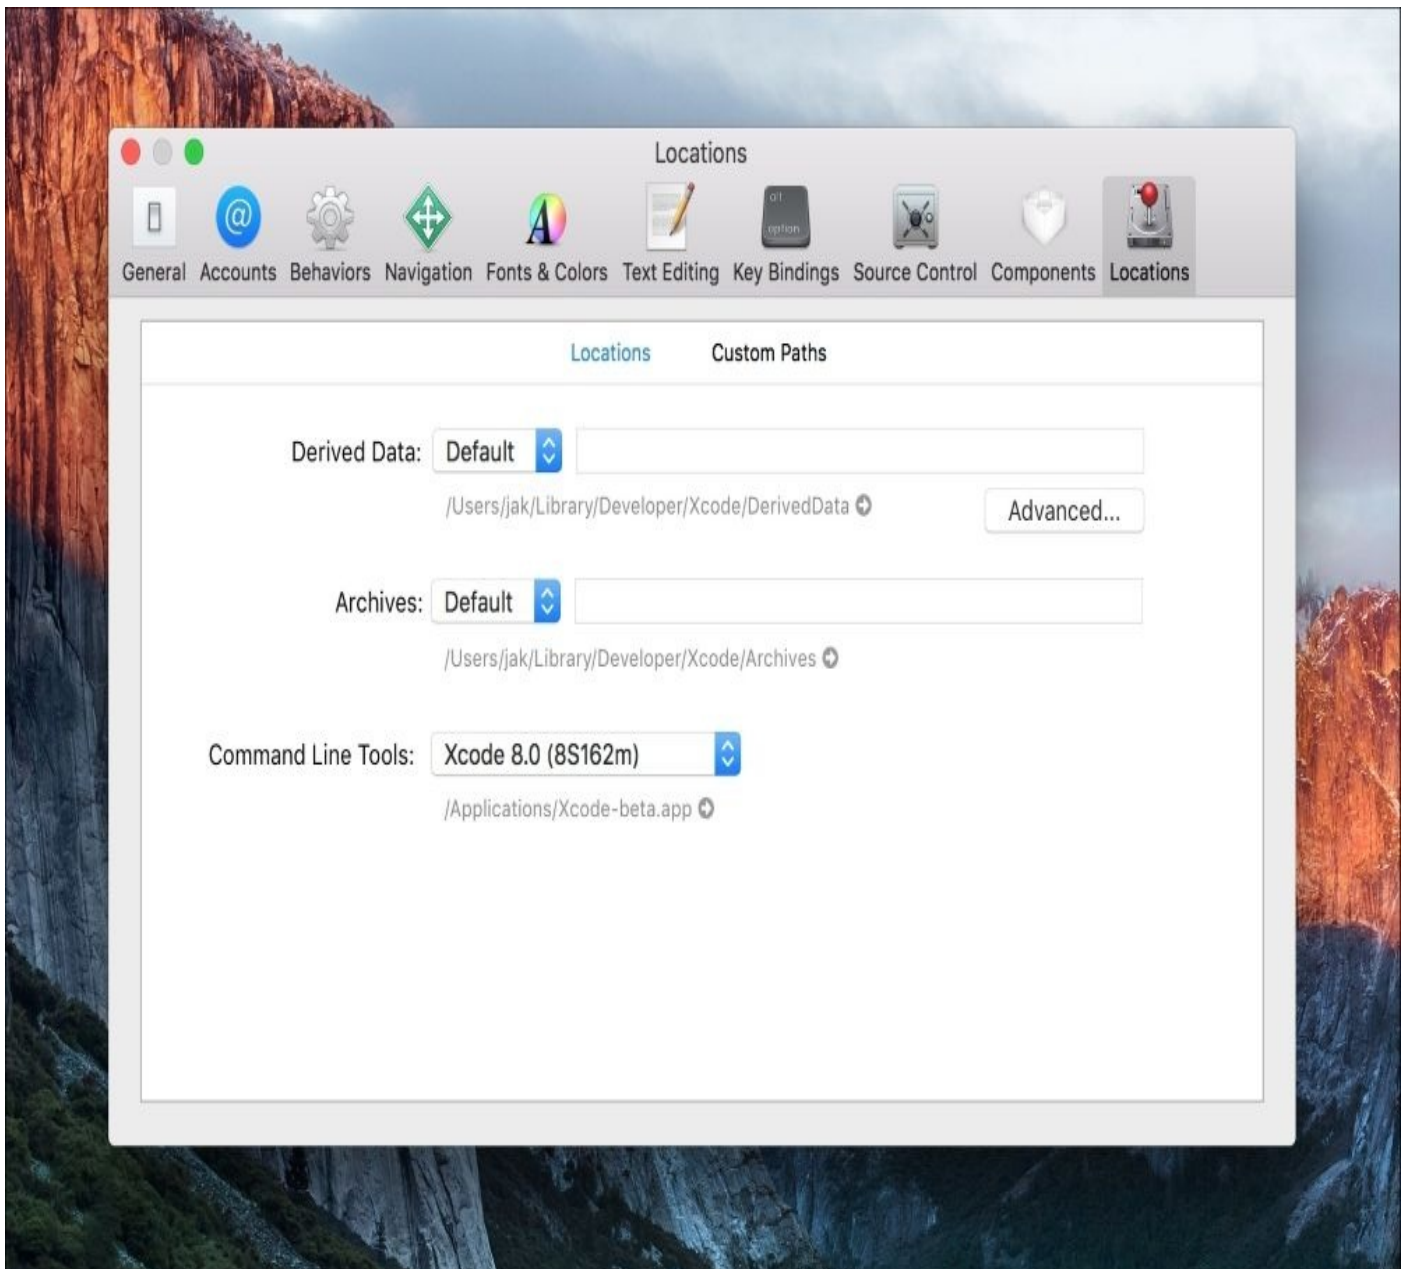 Locations
alt
option
General Accounts Behaviors Navigation Fonts & Colors Text Editing Key Bindings Source Control Components Locations
Locations Custom Paths
Derived Data: Default
/Users/jak/Library/Developer/Xcode/DerivedData
Advanced...
Archives: Default
/Users/jak/Library/Developer/Xcode/Archives
Command Line Tools: Xcode 8.0 (8S162m)
/Applications/Xcode-beta.app